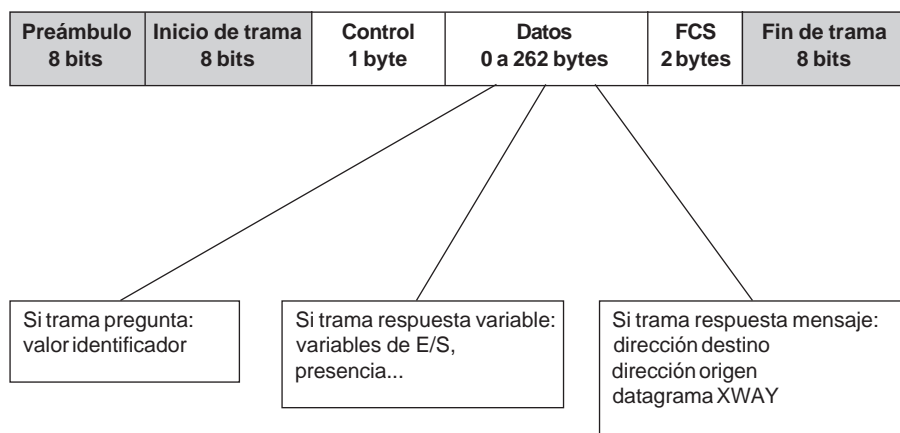 Preámbulo
8 bits
Inicio de trama
8 bits
Control
1 byte
Datos
0 a 262 bytes
FCS
2 bytes
Fin de trama
8 bits
Si trama pregunta:
valor identificador
Si trama respuesta variable:
variables de E/S,
presencia...
Si trama respuesta mensaje:
dirección destino
dirección origen
datagrama XWAY